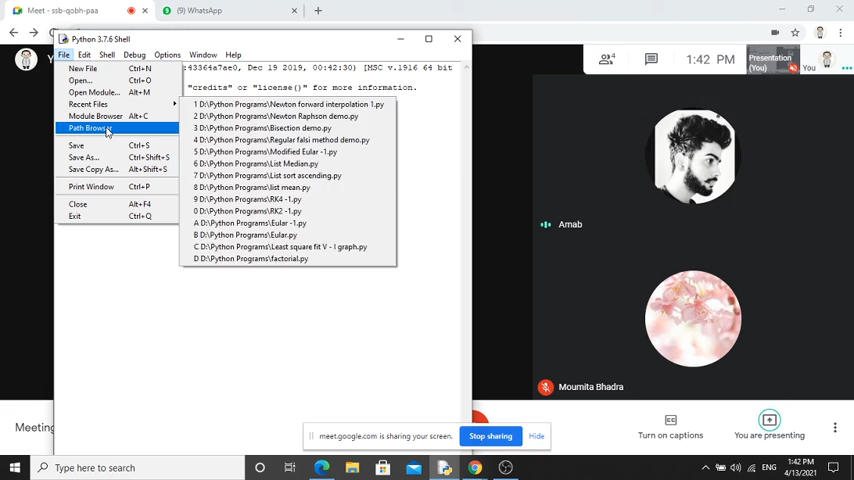 Meet - ssb-qobh-paa
(9) WhatsApp
Python 3.7.6 Shell
File Edit Shell Debug Options Window Help
:43364a7ae0, Dec 19 2019, 00:42:30) [MSC v.1916 64 bit
"credits" or "license()" for more information.
New File Ctrl+N
Open... Ctrl+O
Open Module... Alt+M
Recent Files
Module Browser Alt+C
Path Browser
Save Ctrl+S
Save As... Ctrl+Shift+S
Save Copy As... Alt+Shift+S
Print Window Ctrl+P
Close Alt+F4
Exit Ctrl+Q
1 D:\Python Programs\Newton forward interpolation 1.py
2 D:\Python Programs\Newton Raphson demo.py
3 D:\Python Programs\Bisection demo.py
4 D:\Python Programs\Regular falsi method demo.py
5 D:\Python Programs\Modified Eular -1.py
6 D:\Python Programs\List Median.py
7 D:\Python Programs\List sort ascending.py
8 D:\Python Programs\list mean.py
9 D:\Python Programs\RK4 -1.py
0 D:\Python Programs\RK2 -1.py
A D:\Python Programs\Eular -1.py
B D:\Python Programs\Eular.py
C D:\Python Programs\Least square fit V - I graph.py
D D:\Python Programs\factorial.py
1:42 PM
Presentation
(You)
You
Arnab
Moumita Bhadra
Meeting
meet.google.com is sharing your screen.
Stop sharing
Hide
Turn on captions
You are presenting
Type here to search
ENG
1:42 PM
4/13/2021